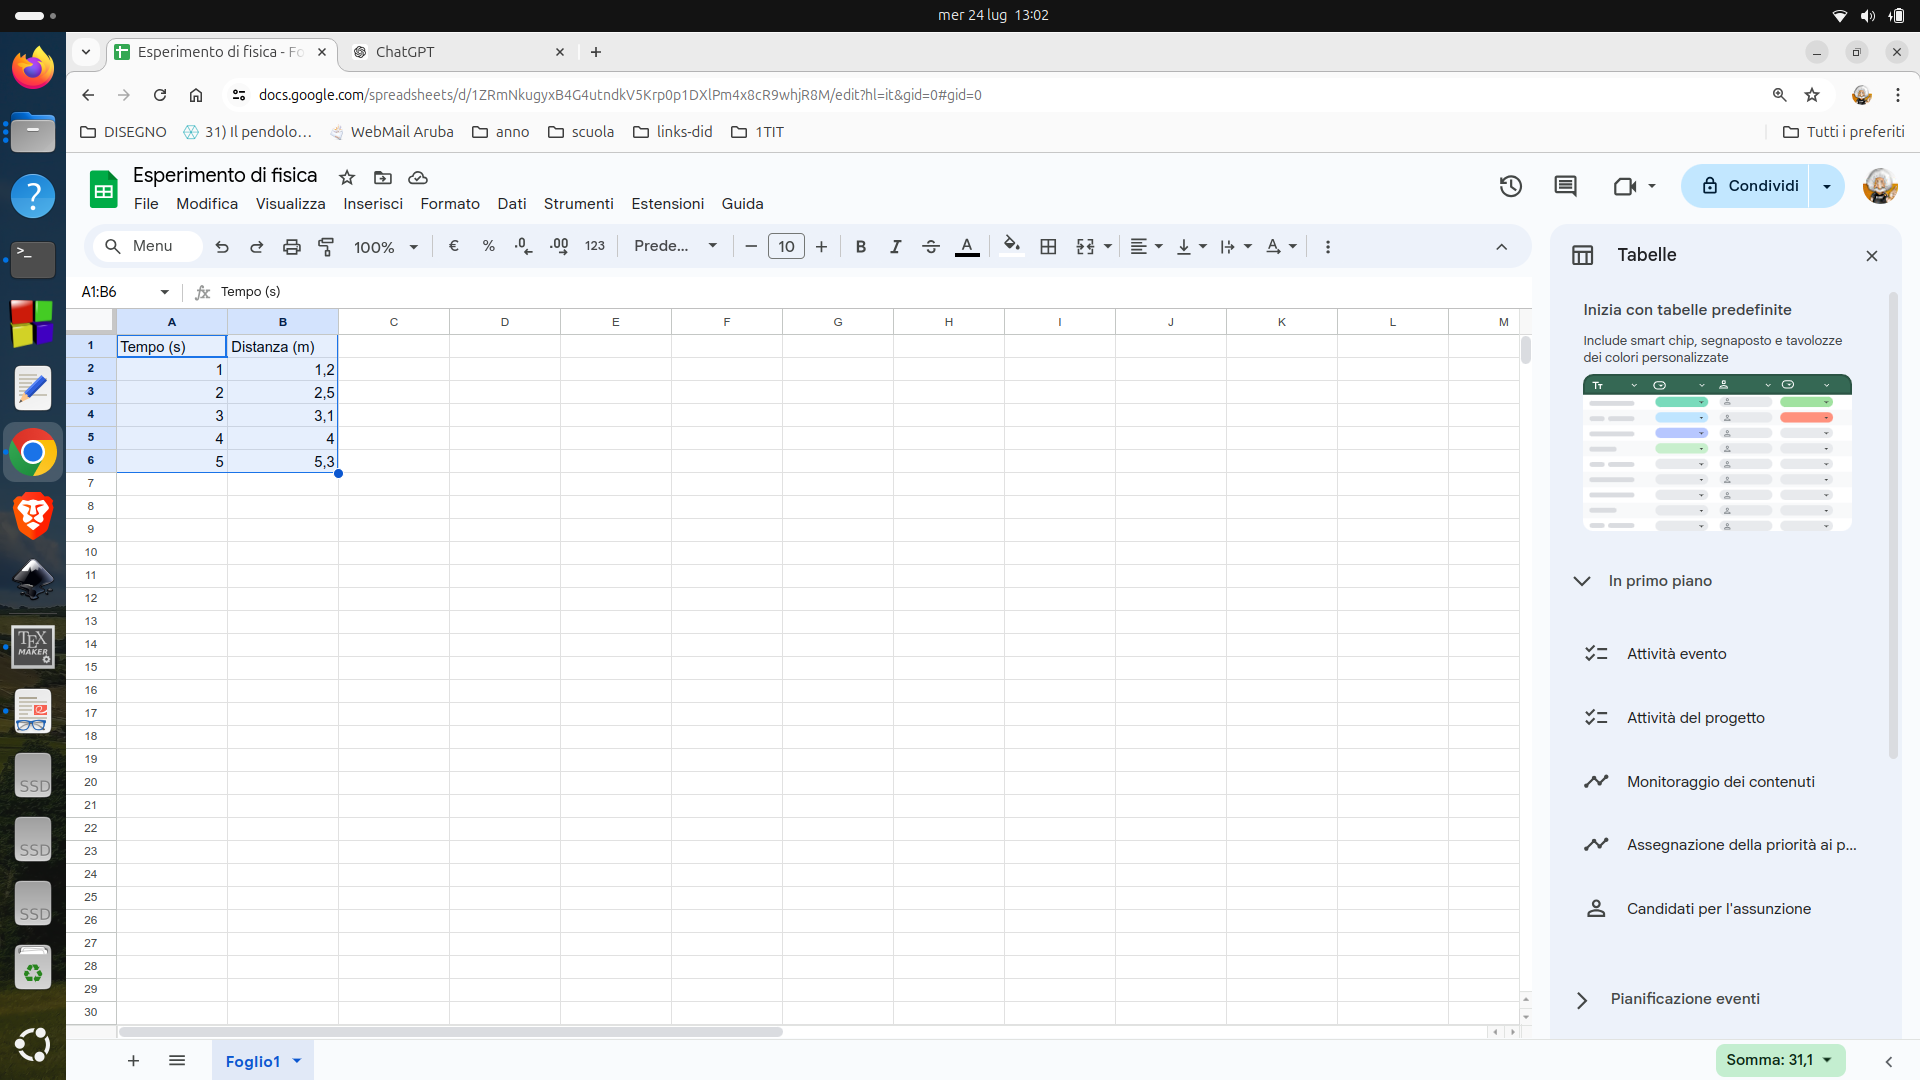 mer 24 lug 13:02
Esperimento di fisica - Fo
ChatGPT
docs.google.com/spreadsheets/d/1ZRmNkugyxB4G4utndkV5Krp0p1DXlPm4x8cR9whjR8M/edit?hl=it&gid=0#gid=0
DISEGNO 31) Il pendolo... WebMail Aruba anno scuola links-did 1TIT Tutti i preferiti
Esperimento di fisica
File Modifica Visualizza Inserisci Formato Dati Strumenti Estensioni Guida
Condividi
Menu 100% € % .0 .00 123 Prede... 10 B I A
A1:B6 fx Tempo (s)
A B C D E F G H I J K L M
1 Tempo (s) Distanza (m)
2 1 1,2
3 2 2,5
4 3 3,1
5 4 4
6 5 5,3
7
8
9
10
11
12
13
14
15
16
17
18
19
20
21
22
23
24
25
26
27
28
29
30
Foglio1
Somma: 31,1
Tabelle
Inizia con tabelle predefinite
Include smart chip, segnaposto e tavolozze
dei colori personalizzate
In primo piano
Attività evento
Attività del progetto
Monitoraggio dei contenuti
Assegnazione della priorità ai p...
Candidati per l'assunzione
Pianificazione eventi
?
>_
TEX
MAKER
SSD
SSD
SSD